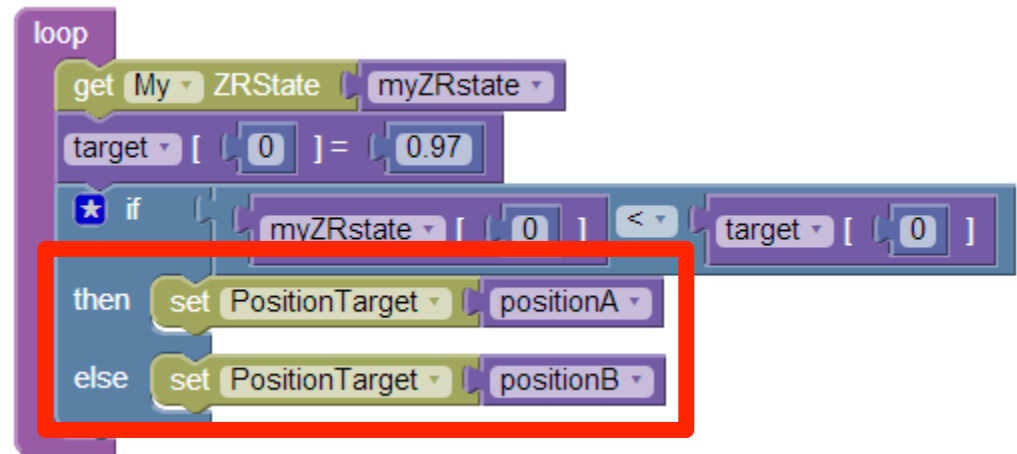 loop
get My ZRState myZRstate
target [ 0 ] = 0.97
if myZRstate [ 0 ] < target [ 0 ]
then set PositionTarget positionA
else set PositionTarget positionB